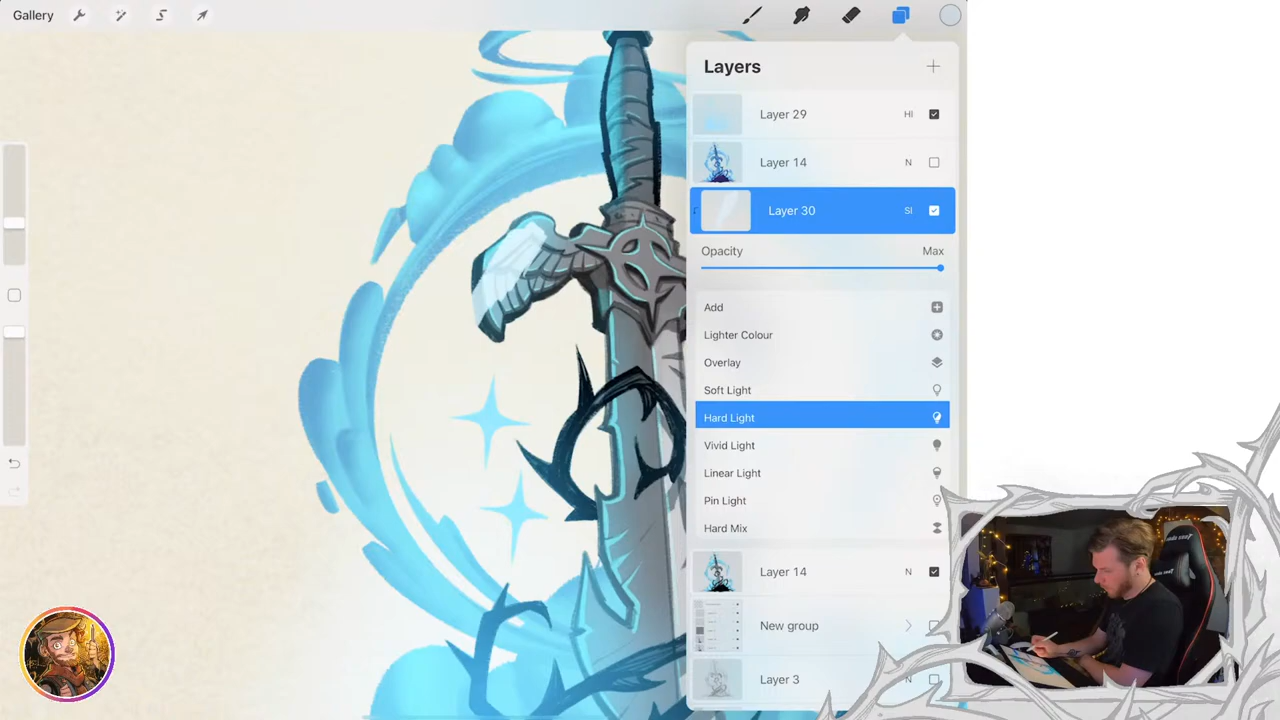 Gallery
Layers
Layer 29 HI
Layer 14 N
Layer 30 SI
Opacity Max
Add
Lighter Colour
Overlay
Soft Light
Hard Light
Vivid Light
Linear Light
Pin Light
Hard Mix
Layer 14 N
New group
Layer 3 N